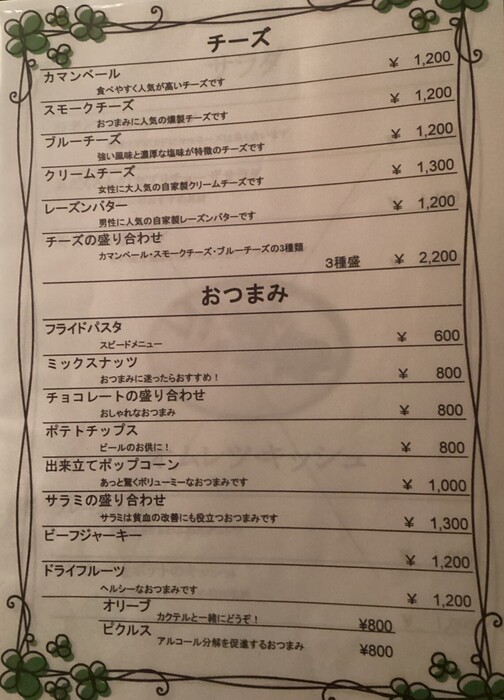 チーズ
カマンベール ¥ 1,200
食べやすく人気が高いチーズです
スモークチーズ ¥ 1,200
おつまみに人気の燻製チーズです
ブルーチーズ ¥ 1,200
強い風味と濃厚な塩味が特徴のチーズです
クリームチーズ ¥ 1,300
女性に大人気の自家製クリームチーズです
レーズンバター ¥ 1,200
男性に人気の自家製レーズンバターです
チーズの盛り合わせ
カマンベール・スモークチーズ・ブルーチーズの3種類
3種盛 ¥ 2,200
おつまみ
フライドパスタ ¥ 600
スピードメニュー
ミックスナッツ ¥ 800
おつまみに迷ったらおすすめ！
チョコレートの盛り合わせ ¥ 800
おしゃれなおつまみ
ポテトチップス ¥ 800
ビールのお供に！
出来立てポップコーン ¥ 1,000
あっと驚くボリューミーなおつまみです
サラミの盛り合わせ ¥ 1,300
サラミは貧血の改善にも役立つおつまみです
ビーフジャーキー ¥ 1,200
ドライフルーツ ¥ 1,200
ヘルシーなおつまみです
オリーブ ¥800
カクテルと一緒にどうぞ！
ピクルス ¥800
アルコール分解を促進するおつまみ